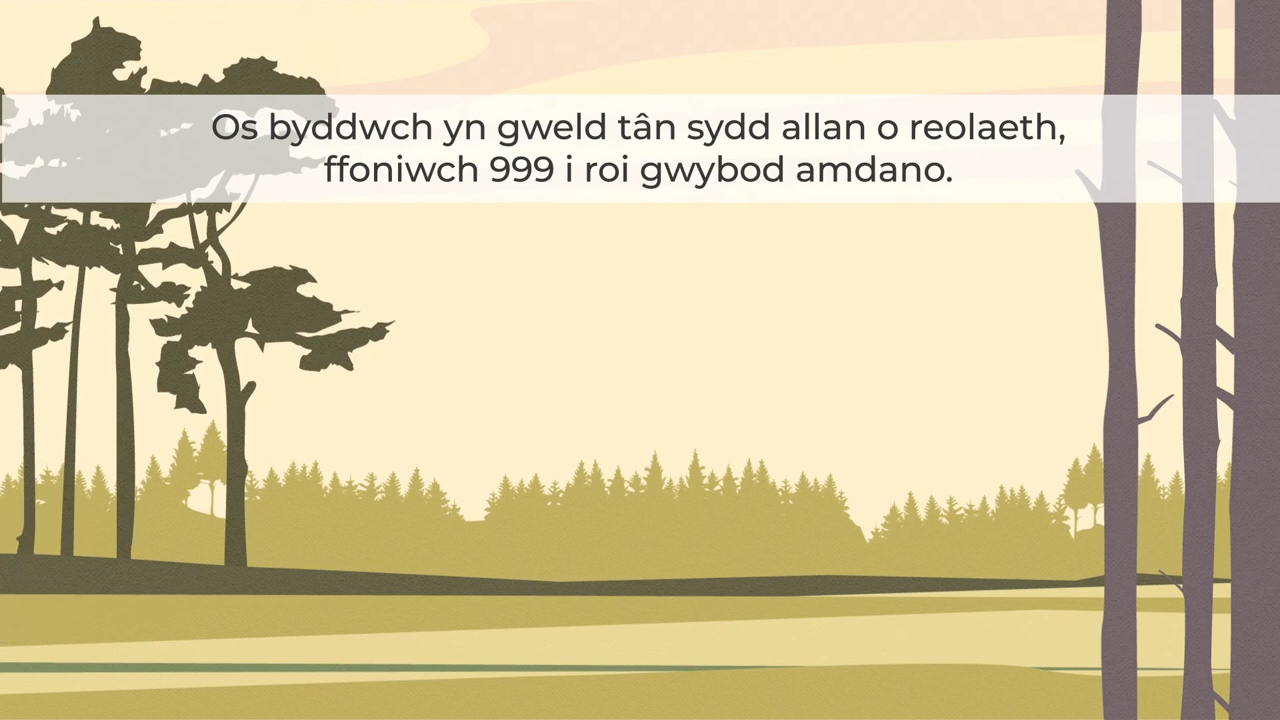 Os byddwch yn gweld tân sydd allan o reolaeth,
ffoniwch 999 i roi gwybod amdano.